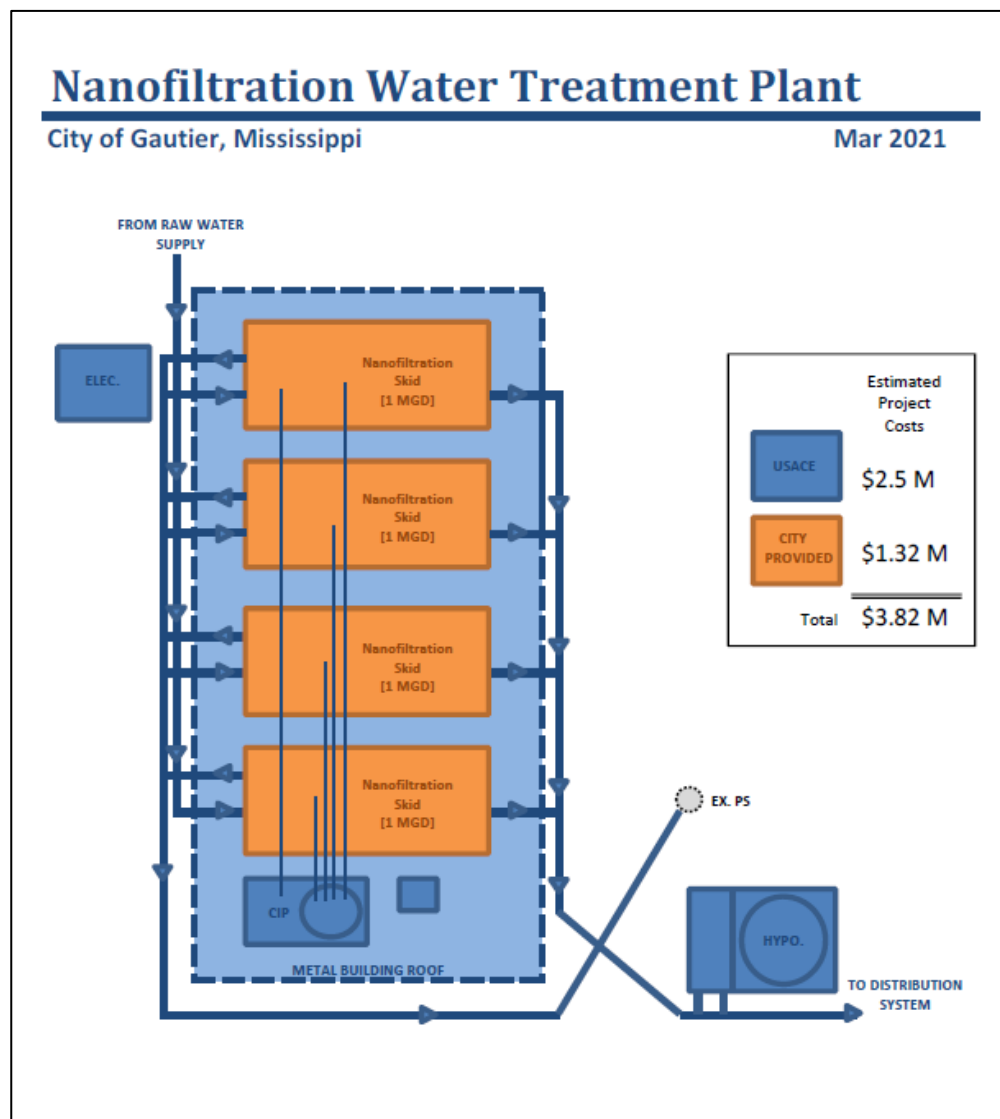 Nanofiltration Water Treatment Plant
City of Gautier, Mississippi
Mar 2021
FROM RAW WATER
SUPPLY
ELEC.
Nanofiltration
Skid
[1 MGD]
Nanofiltration
Skid
[1 MGD]
Nanofiltration
Skid
[1 MGD]
Nanofiltration
Skid
[1 MGD]
CIP
METAL BUILDING ROOF
Estimated
Project
Costs
USACE
$2.5 M
CITY
PROVIDED
$1.32 M
Total
$3.82 M
EX. PS
HYPO.
TO DISTRIBUTION
SYSTEM